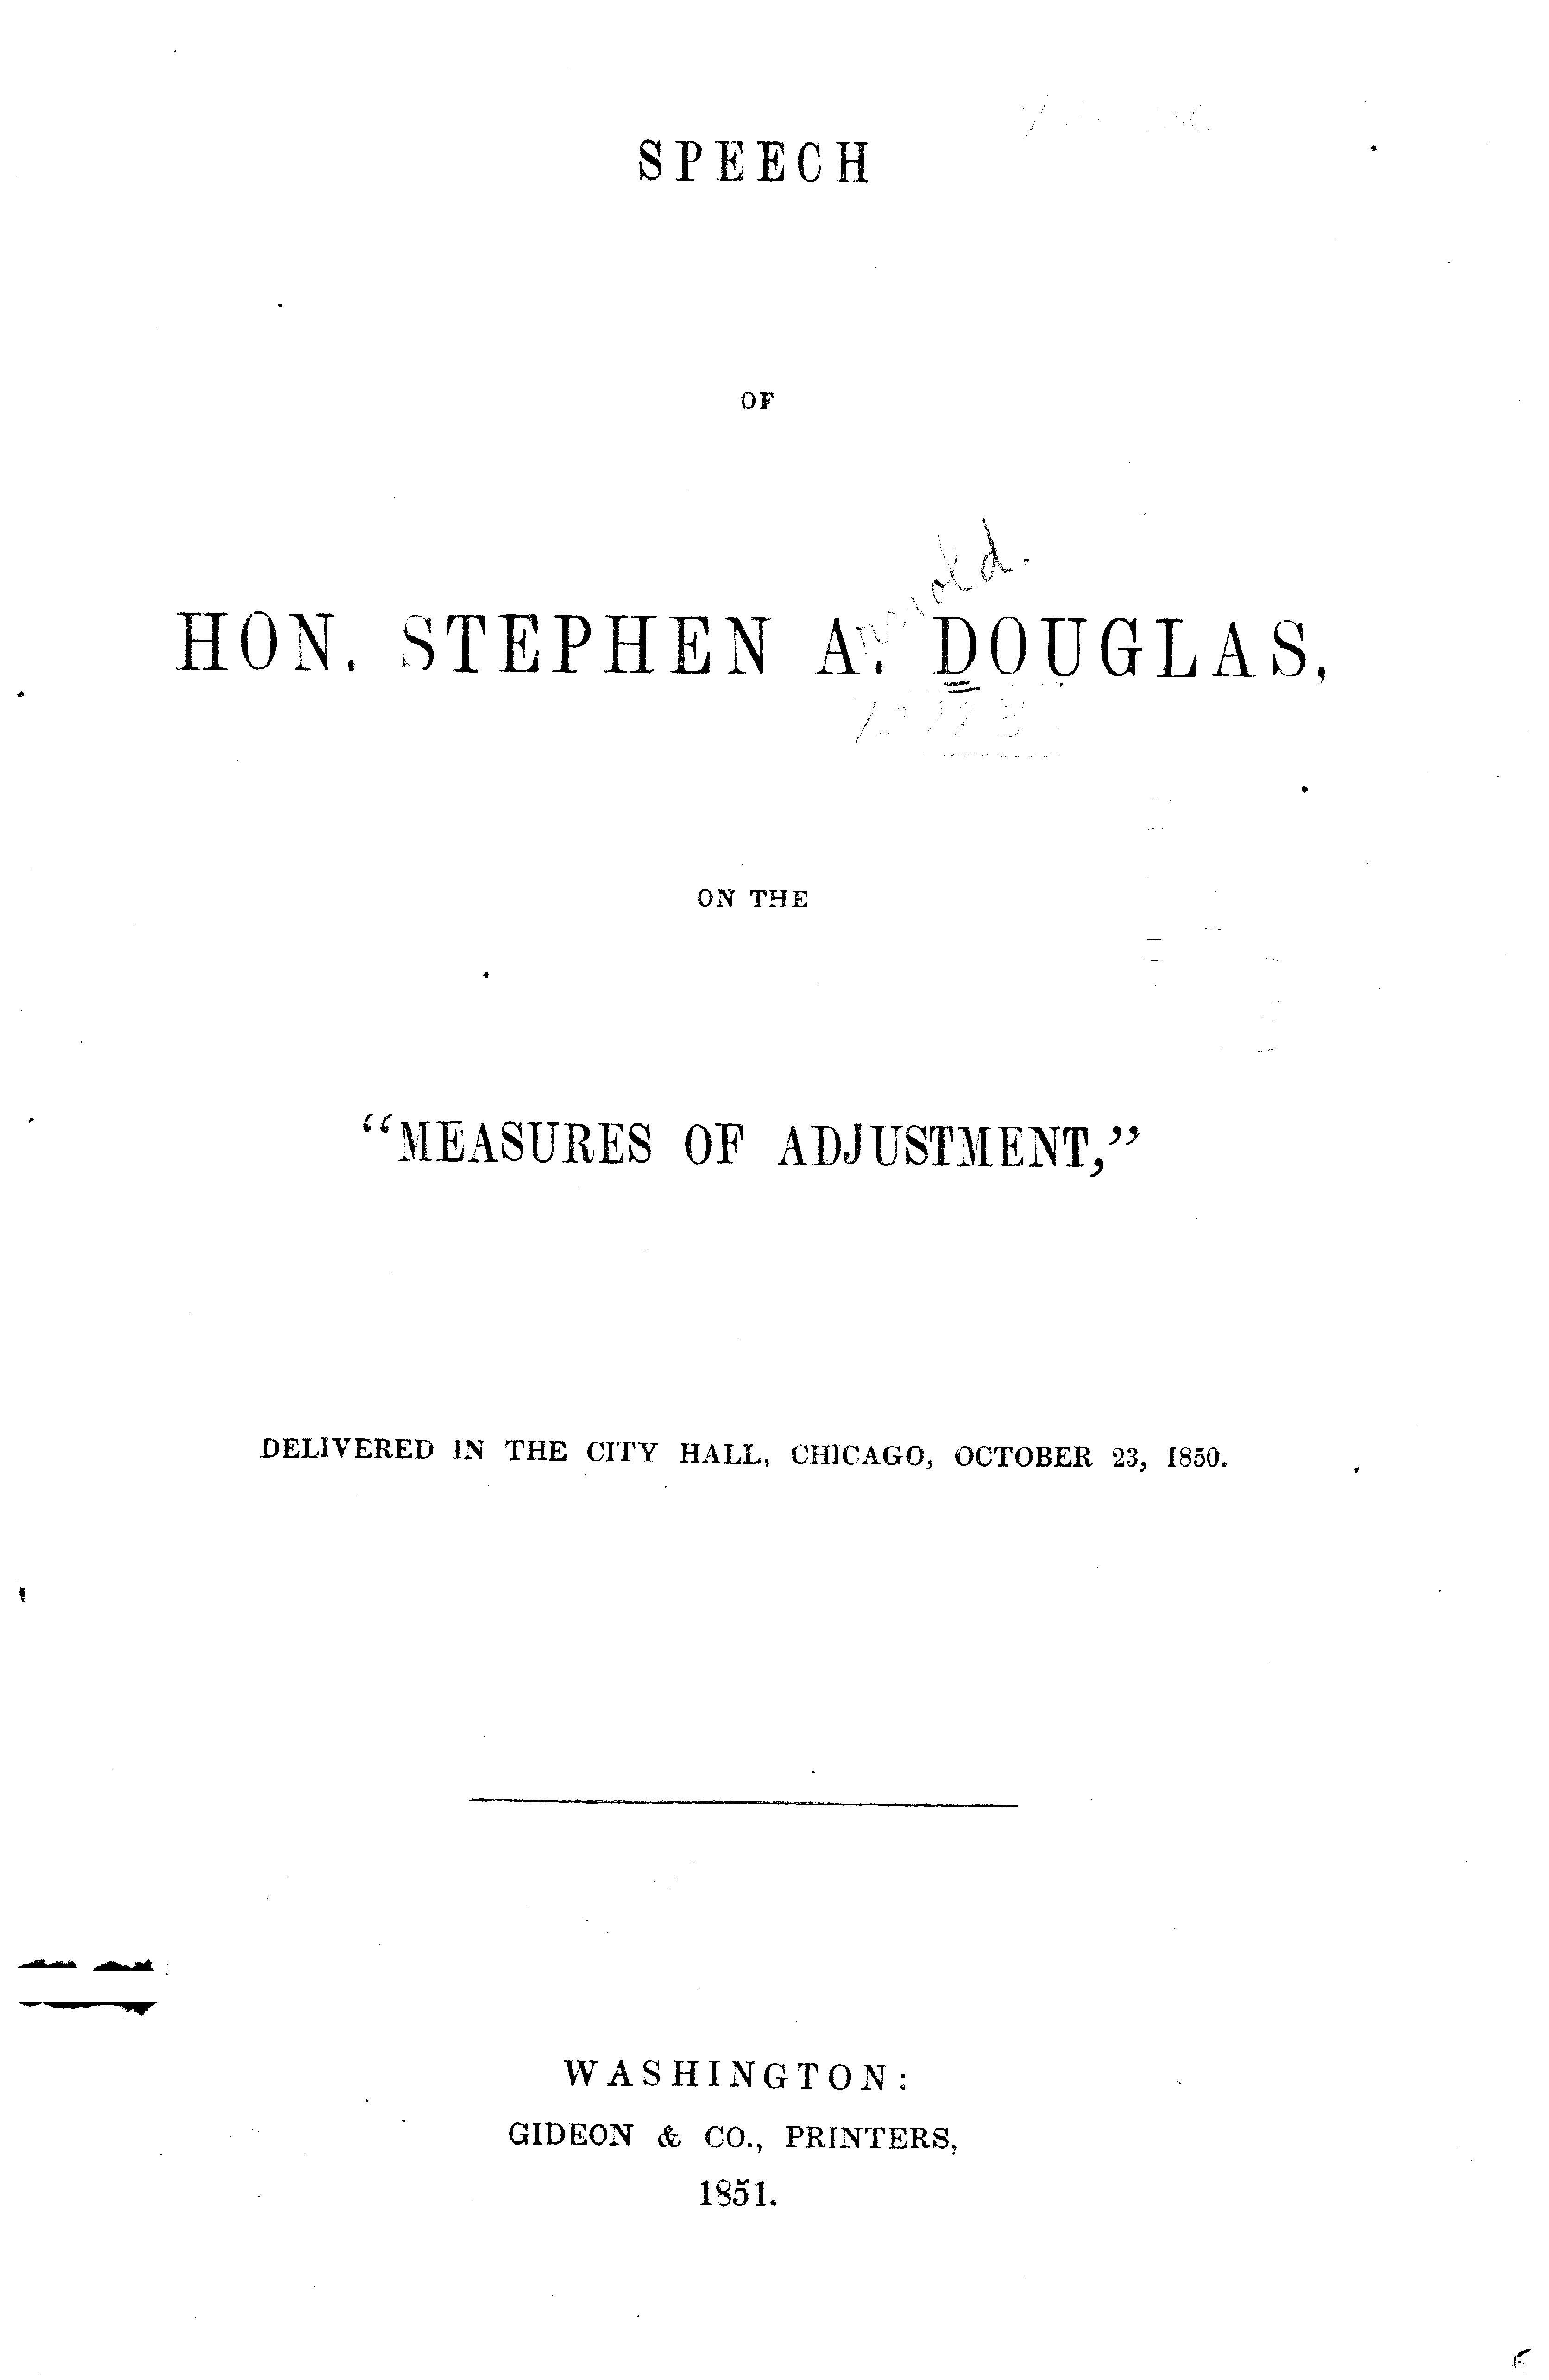 SPEECH
OF
HON. STEPHEN A. DOUGLAS,
ON THE
"MEASURES OF ADJUSTMENT,"
DELIVERED IN THE CITY HALL, CHICAGO, OCTOBER 23, 1850.
WASHINGTON:
GIDEON & CO., PRINTERS,
1851.